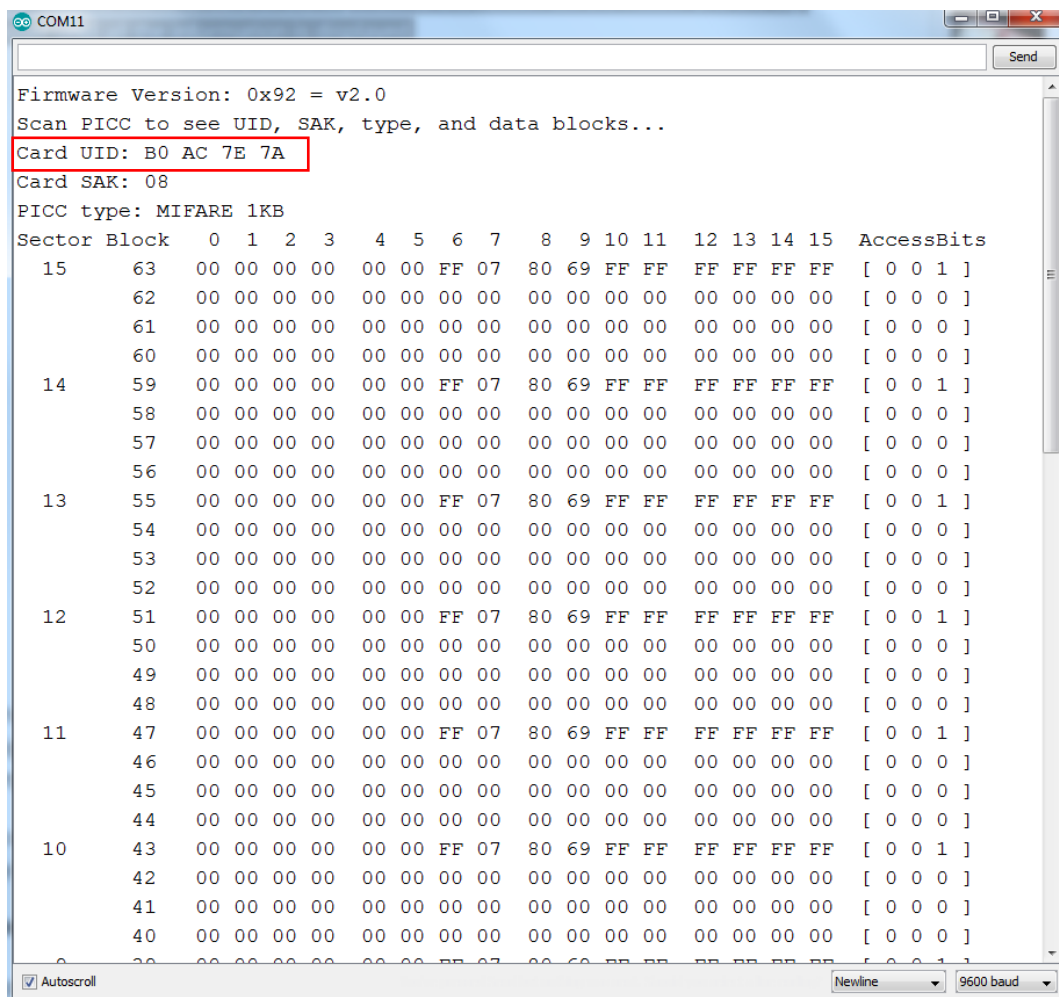 COM11
Send
Firmware Version: 0x92 = v2.0
Scan PICC to see UID, SAK, type, and data blocks...
Card UID: B0 AC 7E 7A
Card SAK: 08
PICC type: MIFARE 1KB
Sector Block 0 1 2 3 4 5 6 7 8 9 10 11 12 13 14 15 AccessBits
15 63 00 00 00 00 00 00 FF 07 80 69 FF FF FF FF FF FF [ 0 0 1 ]
62 00 00 00 00 00 00 00 00 00 00 00 00 00 00 00 00 [ 0 0 0 ]
61 00 00 00 00 00 00 00 00 00 00 00 00 00 00 00 00 [ 0 0 0 ]
60 00 00 00 00 00 00 00 00 00 00 00 00 00 00 00 00 [ 0 0 0 ]
14 59 00 00 00 00 00 00 FF 07 80 69 FF FF FF FF FF FF [ 0 0 1 ]
58 00 00 00 00 00 00 00 00 00 00 00 00 00 00 00 00 [ 0 0 0 ]
57 00 00 00 00 00 00 00 00 00 00 00 00 00 00 00 00 [ 0 0 0 ]
56 00 00 00 00 00 00 00 00 00 00 00 00 00 00 00 00 [ 0 0 0 ]
13 55 00 00 00 00 00 00 FF 07 80 69 FF FF FF FF FF FF [ 0 0 1 ]
54 00 00 00 00 00 00 00 00 00 00 00 00 00 00 00 00 [ 0 0 0 ]
53 00 00 00 00 00 00 00 00 00 00 00 00 00 00 00 00 [ 0 0 0 ]
52 00 00 00 00 00 00 00 00 00 00 00 00 00 00 00 00 [ 0 0 0 ]
12 51 00 00 00 00 00 00 FF 07 80 69 FF FF FF FF FF FF [ 0 0 1 ]
50 00 00 00 00 00 00 00 00 00 00 00 00 00 00 00 00 [ 0 0 0 ]
49 00 00 00 00 00 00 00 00 00 00 00 00 00 00 00 00 [ 0 0 0 ]
48 00 00 00 00 00 00 00 00 00 00 00 00 00 00 00 00 [ 0 0 0 ]
11 47 00 00 00 00 00 00 FF 07 80 69 FF FF FF FF FF FF [ 0 0 1 ]
46 00 00 00 00 00 00 00 00 00 00 00 00 00 00 00 00 [ 0 0 0 ]
45 00 00 00 00 00 00 00 00 00 00 00 00 00 00 00 00 [ 0 0 0 ]
44 00 00 00 00 00 00 00 00 00 00 00 00 00 00 00 00 [ 0 0 0 ]
10 43 00 00 00 00 00 00 FF 07 80 69 FF FF FF FF FF FF [ 0 0 1 ]
42 00 00 00 00 00 00 00 00 00 00 00 00 00 00 00 00 [ 0 0 0 ]
41 00 00 00 00 00 00 00 00 00 00 00 00 00 00 00 00 [ 0 0 0 ]
40 00 00 00 00 00 00 00 00 00 00 00 00 00 00 00 00 [ 0 0 0 ]
Autoscroll Newline 9600 baud